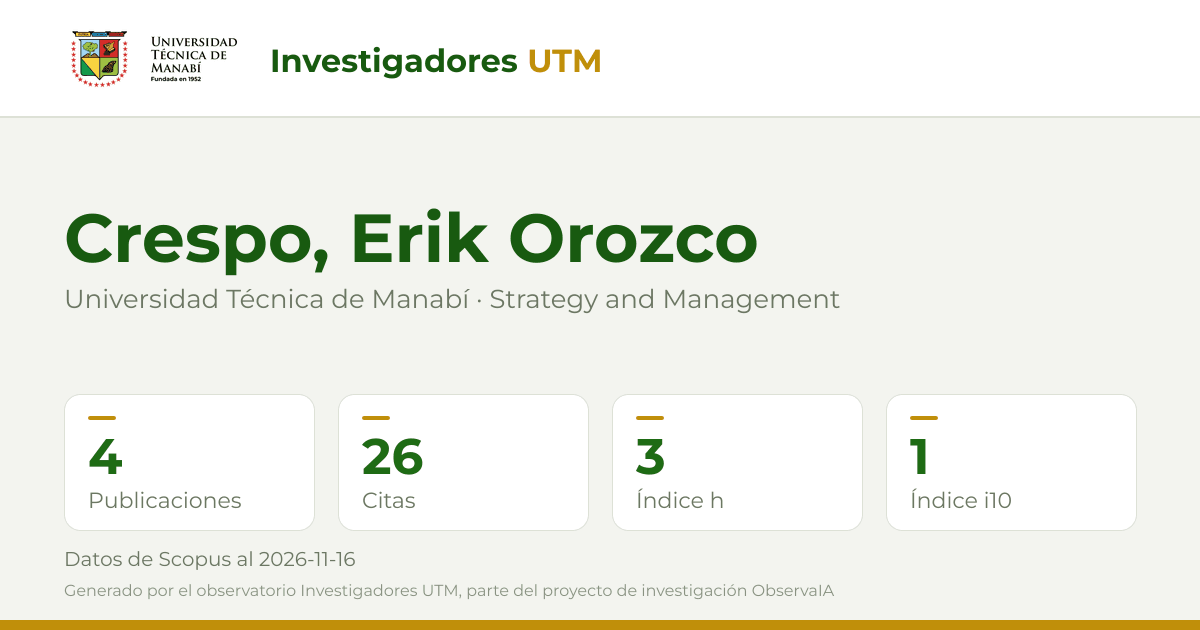 UNIVERSIDAD
TÉCNICA DE
MANABÍ
Fundada en 1952
Investigadores UTM
Crespo, Erik Orozco
Universidad Técnica de Manabí · Strategy and Management
4
Publicaciones
26
Citas
3
Índice h
1
Índice i10
Datos de Scopus al 2026-11-16
Generado por el observatorio Investigadores UTM, parte del proyecto de investigación ObservaIA